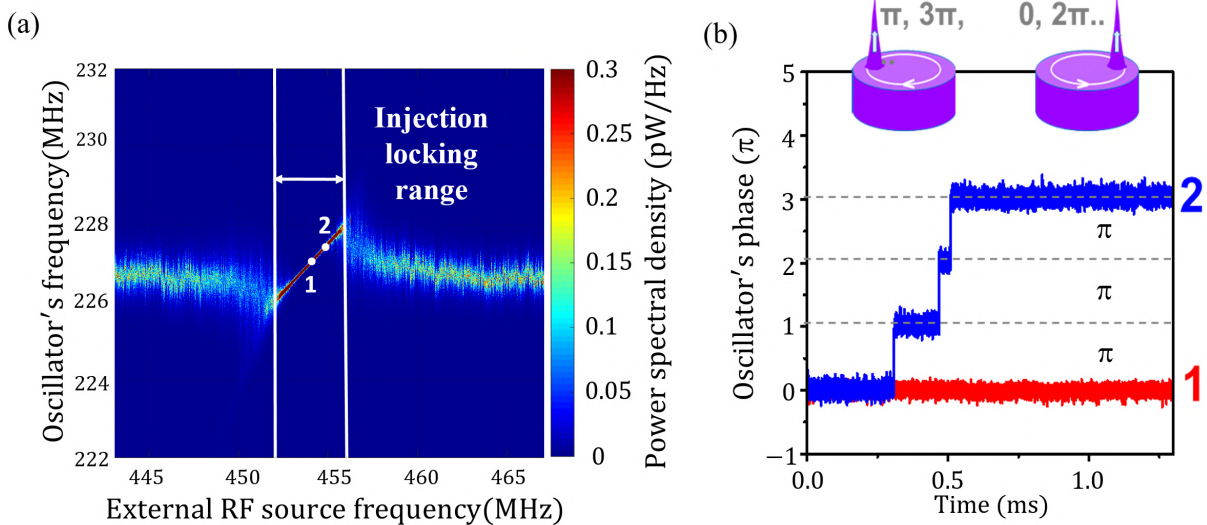 (a)
232
230
228
226
224
222
Oscillator's frequency(MHz)
445
450
455
460
465
External RF source frequency(MHz)
Injection
locking
range
2
1
0.3
0.25
0.2
0.15
0.1
0.05
0
Power spectral density (pW/Hz)
(b)
π, 3π,
..
0, 2π..
5
4
3
2
1
0
−1
Oscillator's phase (π)
π
π
π
2
1
0.0
0.5
1.0
Time (ms)